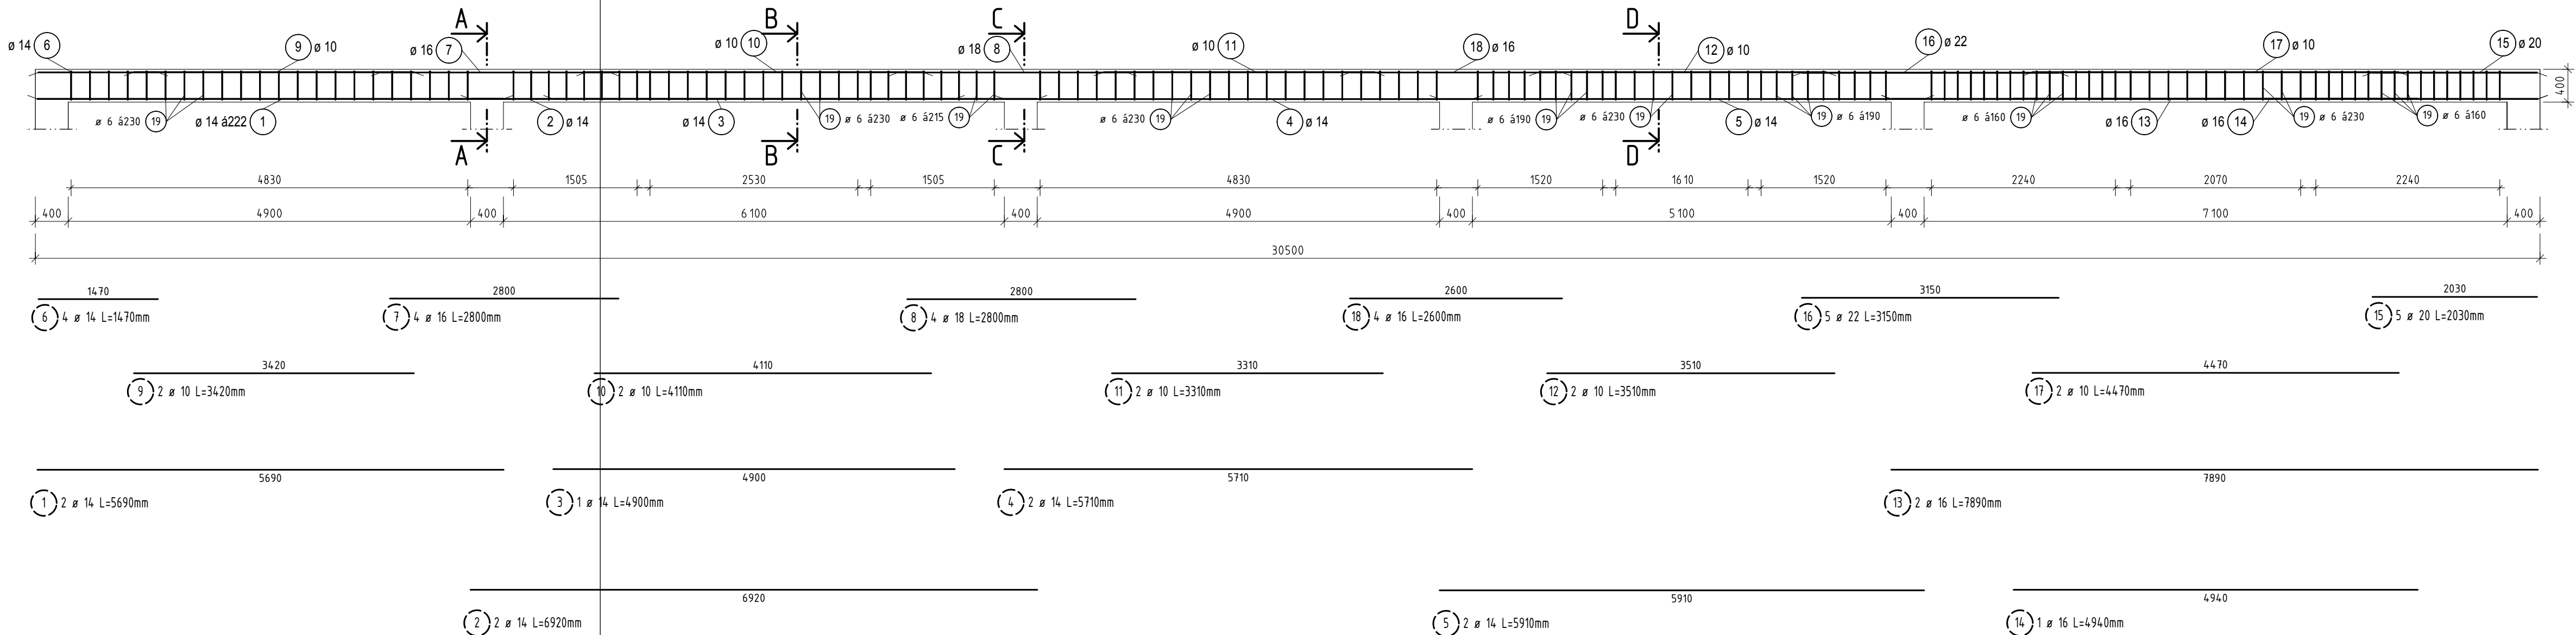 A B C D
ø 14 6 9 ø 10 ø 16 7 ø 10 10 ø 18 8 ø 10 11 18 ø 16 12 ø 10 16 ø 22 17 ø 10 15 ø 20
400
ø 6 á230 19 ø 14 á222 1 2 ø 14 ø 14 3 19 ø 6 á230 ø 6 á215 19 ø 6 á230 19 4 ø 14 ø 6 á190 19 ø 6 á230 19 5 ø 14 19 ø 6 á190 ø 6 á160 19 ø 16 13 ø 16 14 19 ø 6 á230 19 ø 6 á160
A B C D
4830 1505 2530 1505 4830 1520 1610 1520 2240 2070 2240
400 4900 400 6100 400 4900 400 5100 400 7100 400
30500
1470 2800 2800 2600 3150 2030
6 4 ø 14 L=1470mm 7 4 ø 16 L=2800mm 8 4 ø 18 L=2800mm 18 4 ø 16 L=2600mm 16 5 ø 22 L=3150mm 15 5 ø 20 L=2030mm
3420 4110 3310 3510 4470
9 2 ø 10 L=3420mm 10 2 ø 10 L=4110mm 11 2 ø 10 L=3310mm 12 2 ø 10 L=3510mm 17 2 ø 10 L=4470mm
5690 4900 5710 7890
1 2 ø 14 L=5690mm 3 1 ø 14 L=4900mm 4 2 ø 14 L=5710mm 13 2 ø 16 L=7890mm
6920 5910 4940
2 2 ø 14 L=6920mm 5 2 ø 14 L=5910mm 14 1 ø 16 L=4940mm